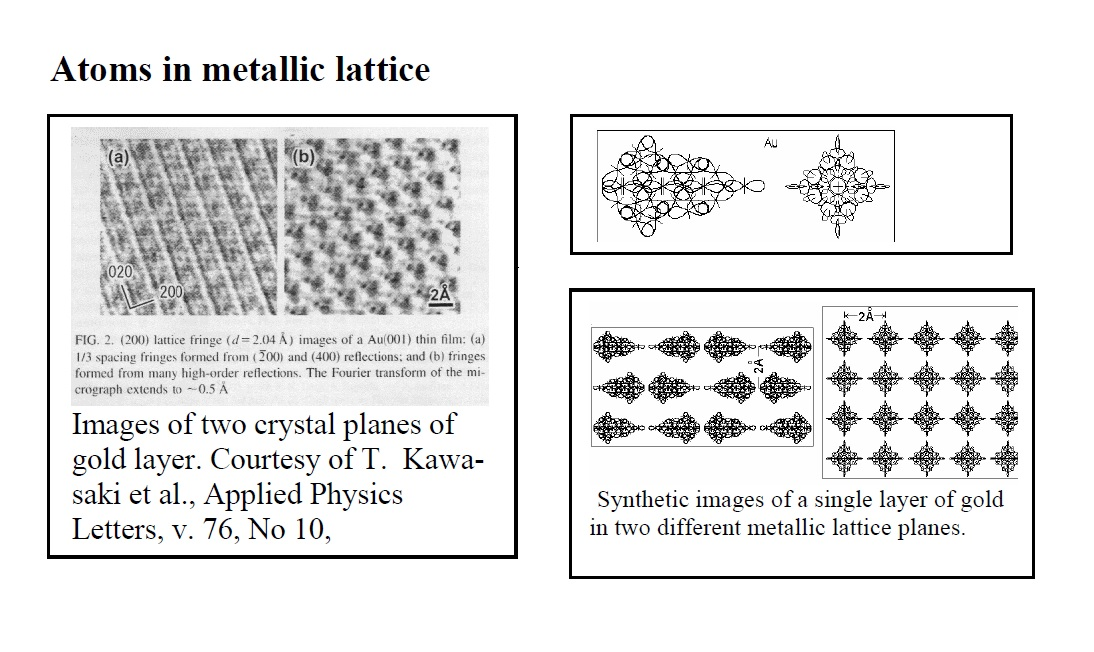 Atoms in metallic lattice
(a)
(b)
020
200
2Å
FIG. 2. (200) lattice fringe (d=2.04 Å) images of a Au(001) thin film: (a)
1/3 spacing fringes formed from (2̄00) and (400) reflections; and (b) fringes
formed from many high-order reflections. The Fourier transform of the mi-
crograph extends to ~0.5 Å
Images of two crystal planes of
gold layer. Courtesy of T. Kawa-
saki et al., Applied Physics
Letters, v. 76, No 10,
Au
2Å
2Å
Synthetic images of a single layer of gold
in two different metallic lattice planes.